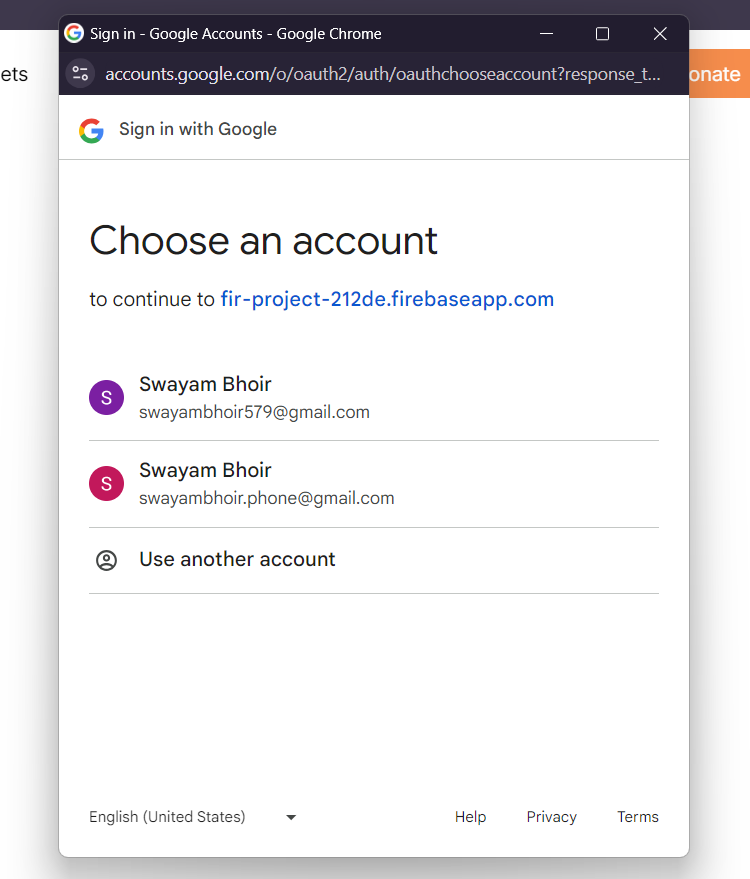 Sign in - Google Accounts - Google Chrome
accounts.google.com/o/oauth2/auth/oauthchooseaccount?response_t...
ets
onate
Sign in with Google
Choose an account
to continue to fir-project-212de.firebaseapp.com
S
Swayam Bhoir
swayambhoir579@gmail.com
S
Swayam Bhoir
swayambhoir.phone@gmail.com
Use another account
English (United States)
Help
Privacy
Terms